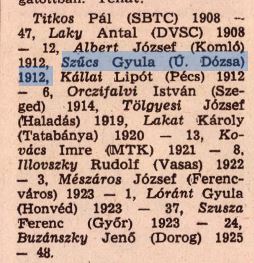 Titkos Pál (SBTC) 1908 —
47, Laky Antal (DVSC) 1908
— 12, Albert József (Komló)
1912, Szűcs Gyula (Ú. Dózsa)
1912, Kállai Lipót (Pécs) 1912
— 6, Orczifalvi István (Sze-
ged) 1914, Tölgyesi József
(Haladás) 1919, Lakat Károly
(Tatabánya) 1920 — 13, Ko-
vács Imre (MTK) 1921 — 8,
Illovszky Rudolf (Vasas) 1922
— 3, Mészáros József (Ferenc-
város) 1923 — 1, Lóránt Gyula
(Honvéd) 1923 — 37, Szusza
Ferenc (Győr) 1923 — 24,
Buzánszky Jenő (Dorog) 1925
— 48.